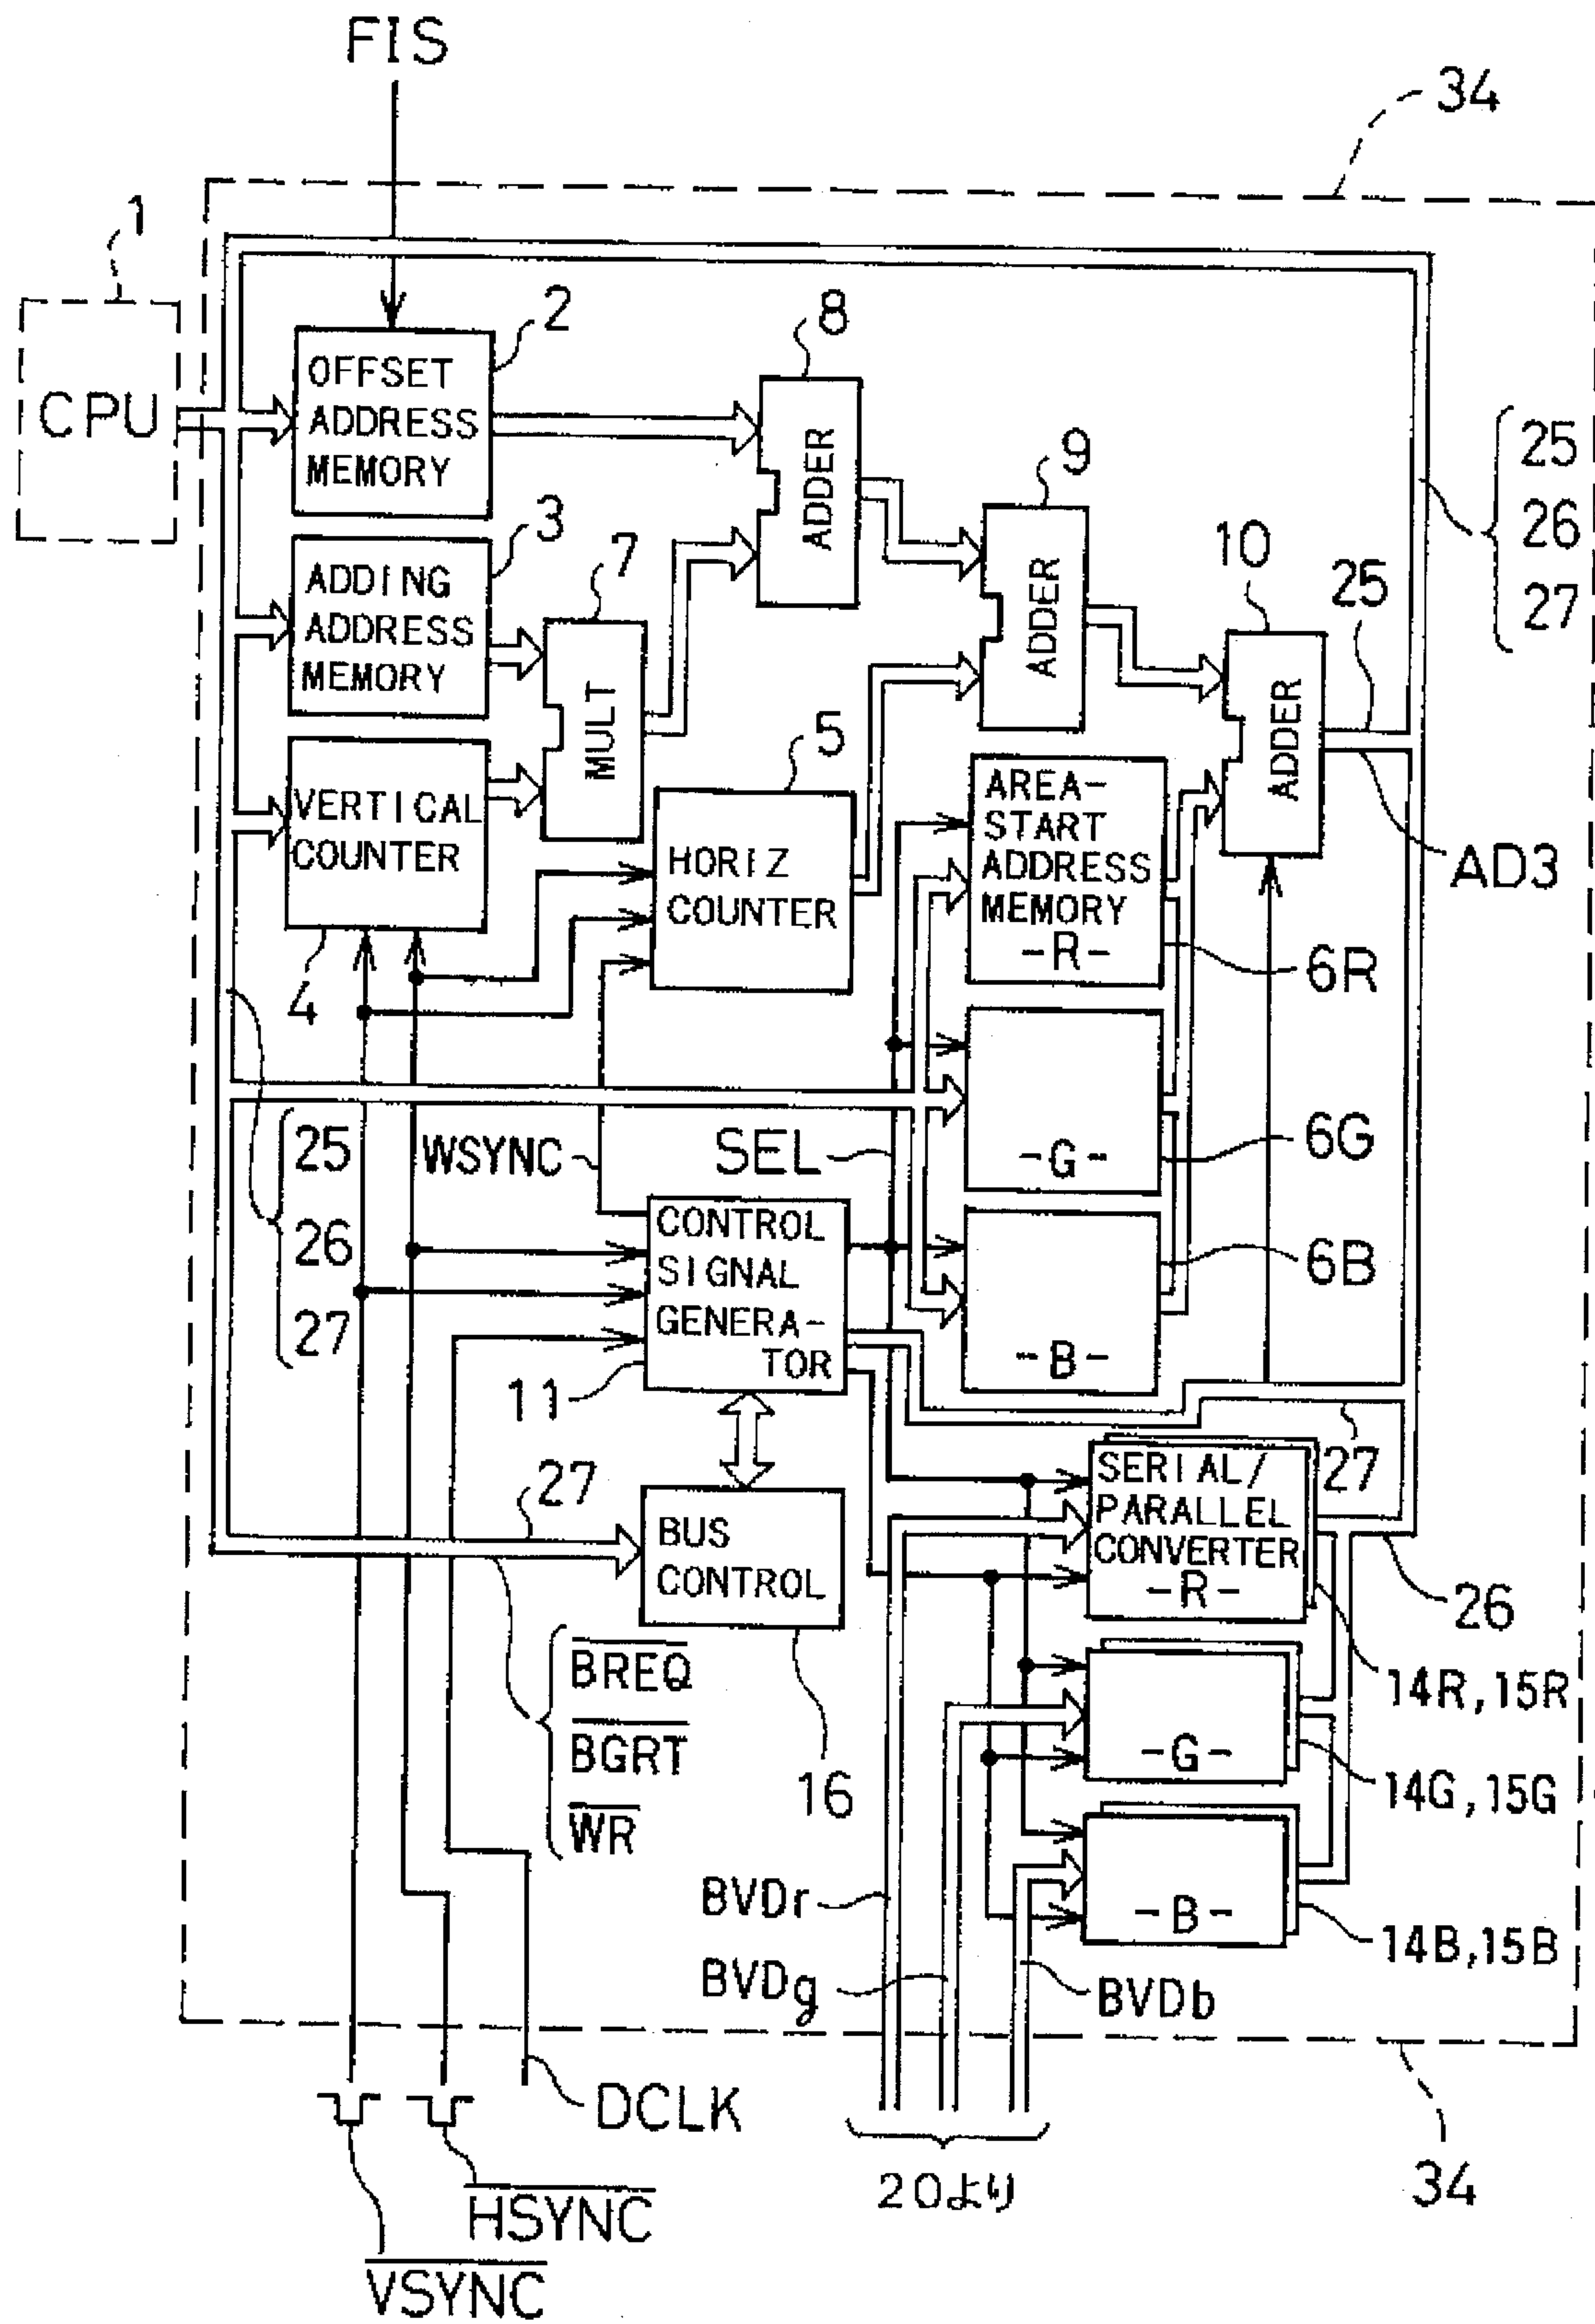 FIS
34
1
CPU
2
OFFSET
ADDRESS
MEMORY
8
ADDER
3
ADDING
ADDRESS
MEMORY
7
MULT
9
ADDER
10
ADDER
25
25
26
27
AD3
VERTICAL
COUNTER
4
5
HORIZ
COUNTER
AREA-
START
ADDRESS
MEMORY
-R-
6R
-G-
6G
-B-
6B
25
26
27
WSYNC
SEL
CONTROL
SIGNAL
GENERA-
TOR
11
27
BUS
CONTROL
16
BREQ
BGRT
WR
27
SERIAL/
PARALLEL
CONVERTER
-R-
26
14R,15R
-G-
14G,15G
-B-
14B,15B
BVDr
BVDg
BVDb
DCLK
HSYNC
VSYNC
20より
34